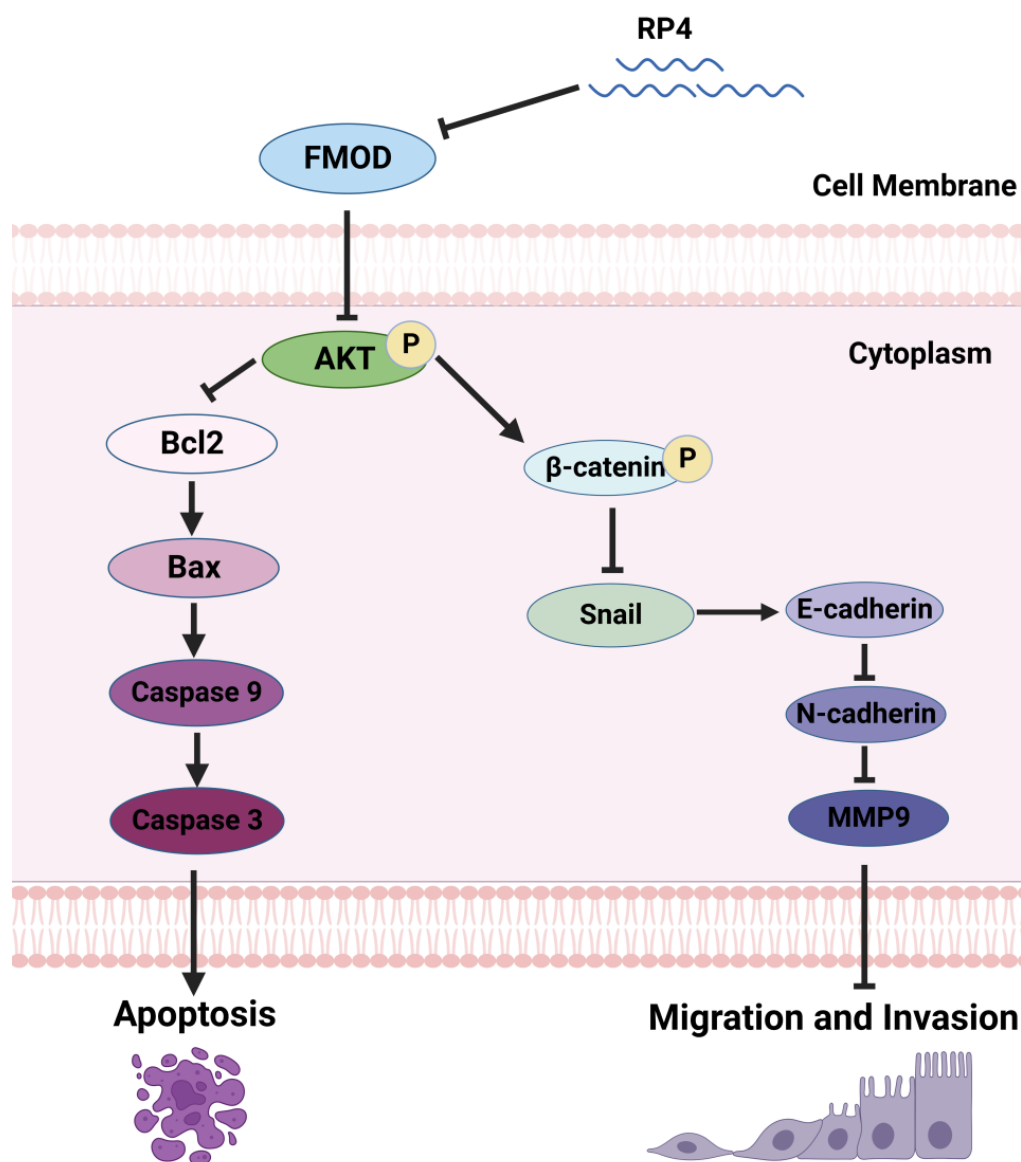 RP4
FMOD
Cell Membrane
AKT
P
Cytoplasm
Bcl2
β-catenin
P
Bax
Snail
E-cadherin
Caspase 9
N-cadherin
Caspase 3
MMP9
Apoptosis
Migration and Invasion